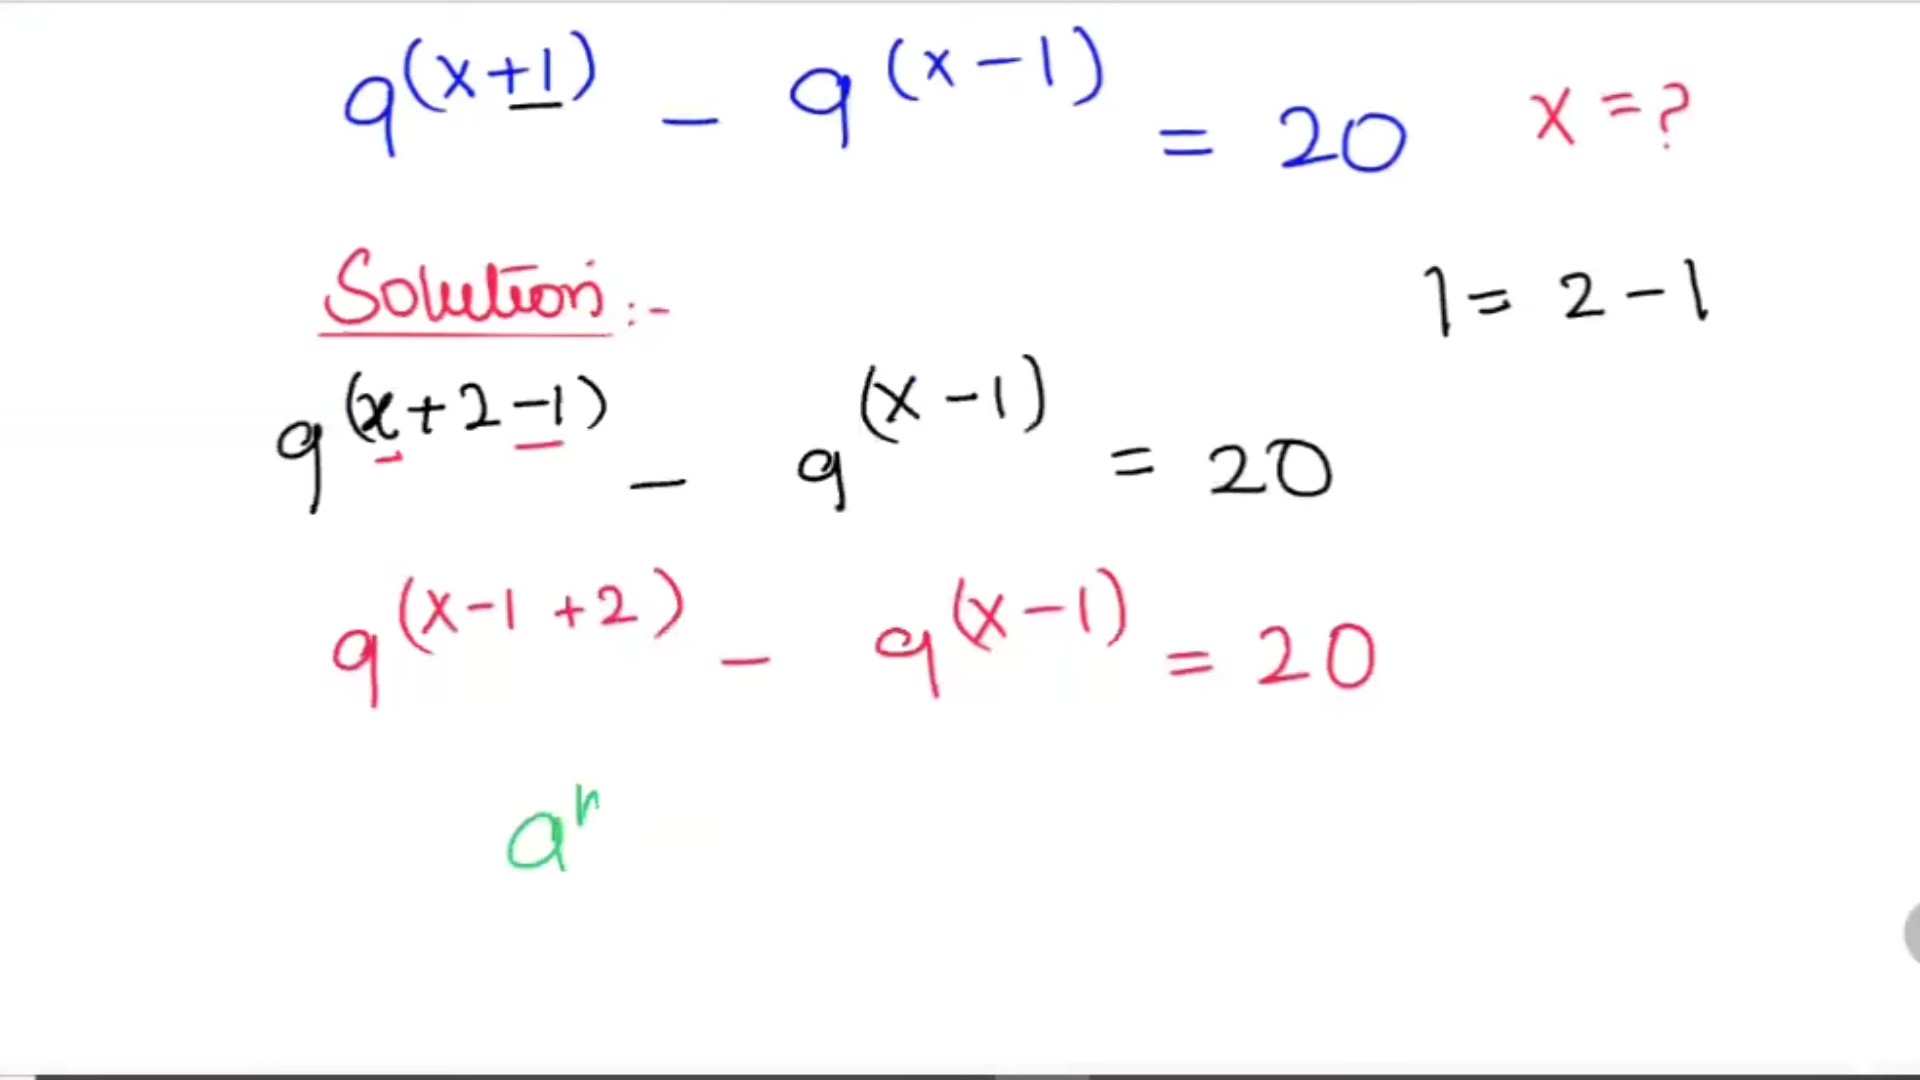 9^(x+1) - 9^(x-1) = 20 x = ?
Solution :-
1 = 2 - 1
9^(x+2-1) - 9^(x-1) = 20
9^(x-1+2) - 9^(x-1) = 20
a^n